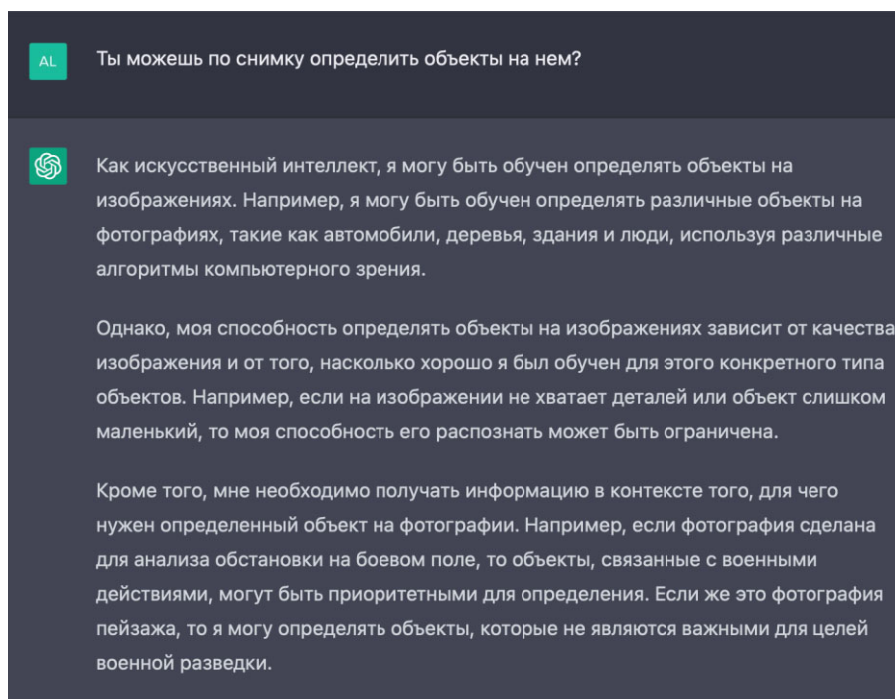 AL
Ты можешь по снимку определить объекты на нем?
Как искусственный интеллект, я могу быть обучен определять объекты на
изображениях. Например, я могу быть обучен определять различные объекты на
фотографиях, такие как автомобили, деревья, здания и люди, используя различные
алгоритмы компьютерного зрения.
Однако, моя способность определять объекты на изображениях зависит от качества
изображения и от того, насколько хорошо я был обучен для этого конкретного типа
объектов. Например, если на изображении не хватает деталей или объект слишком
маленький, то моя способность его распознать может быть ограничена.
Кроме того, мне необходимо получать информацию в контексте того, для чего
нужен определенный объект на фотографии. Например, если фотография сделана
для анализа обстановки на боевом поле, то объекты, связанные с военными
действиями, могут быть приоритетными для определения. Если же это фотография
пейзажа, то я могу определять объекты, которые не являются важными для целей
военной разведки.